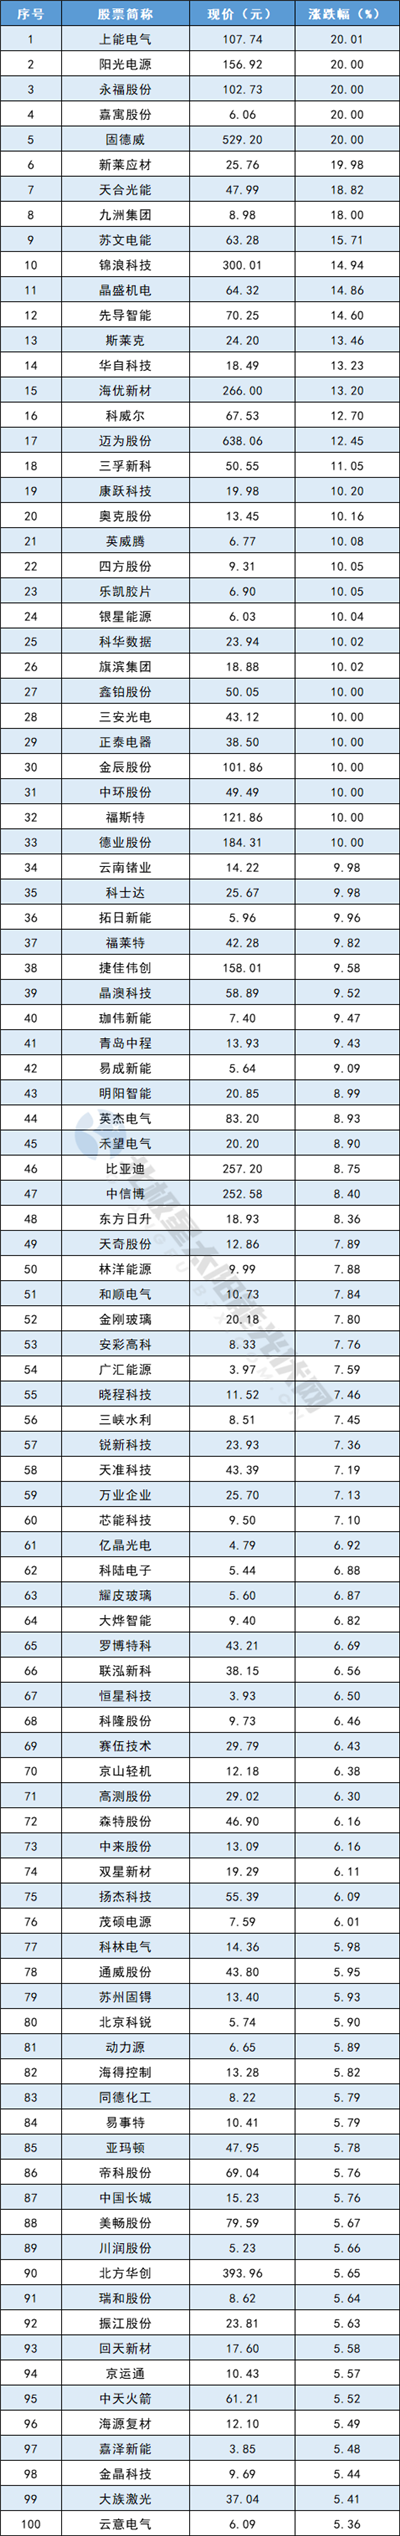 序号 股票简称 现价（元） 涨跌幅（%）
1 上能电气 107.74 20.01
2 阳光电源 156.92 20.00
3 永福股份 102.73 20.00
4 嘉寓股份 6.06 20.00
5 固德威 529.20 20.00
6 新莱应材 25.76 19.98
7 天合光能 47.99 18.82
8 九洲集团 8.98 18.00
9 苏文电能 63.28 15.71
10 锦浪科技 300.01 14.94
11 晶盛机电 64.32 14.86
12 先导智能 70.25 14.60
13 斯莱克 24.20 13.46
14 华自科技 18.49 13.23
15 海优新材 266.00 13.20
16 科威尔 67.53 12.70
17 迈为股份 638.06 12.45
18 三孚新科 50.55 11.05
19 康跃科技 19.98 10.20
20 奥克股份 13.45 10.16
21 英威腾 6.77 10.08
22 四方股份 9.31 10.05
23 乐凯胶片 6.90 10.05
24 银星能源 6.03 10.04
25 科华数据 23.94 10.02
26 旗滨集团 18.88 10.02
27 鑫铂股份 50.05 10.00
28 三安光电 43.12 10.00
29 正泰电器 38.50 10.00
30 金辰股份 101.86 10.00
31 中环股份 49.49 10.00
32 福斯特 121.86 10.00
33 德业股份 184.31 10.00
34 云南锗业 14.22 9.98
35 科士达 25.67 9.98
36 拓日新能 5.96 9.96
37 福莱特 42.28 9.82
38 捷佳伟创 158.01 9.58
39 晶澳科技 58.89 9.52
40 珈伟新能 7.40 9.47
41 青岛中程 13.93 9.43
42 易成新能 5.64 9.09
43 明阳智能 20.85 8.99
44 英杰电气 83.20 8.93
45 禾望电气 20.20 8.90
46 比亚迪 257.20 8.75
47 中信博 252.58 8.40
48 东方日升 18.93 8.36
49 天奇股份 12.86 7.89
50 林洋能源 9.99 7.88
51 和顺电气 10.73 7.84
52 金刚玻璃 20.18 7.80
53 安彩高科 8.33 7.76
54 广汇能源 3.97 7.59
55 晓程科技 11.52 7.46
56 三峡水利 8.51 7.45
57 锐新科技 23.93 7.36
58 天准科技 43.39 7.19
59 万业企业 25.70 7.13
60 芯能科技 9.50 7.10
61 亿晶光电 4.79 6.92
62 科陆电子 5.44 6.88
63 耀皮玻璃 5.60 6.87
64 大烨智能 9.40 6.82
65 罗博特科 43.21 6.69
66 联泓新科 38.15 6.56
67 恒星科技 3.93 6.50
68 科隆股份 9.73 6.46
69 赛伍技术 29.79 6.43
70 京山轻机 12.18 6.38
71 高测股份 29.02 6.30
72 森特股份 46.90 6.16
73 中来股份 13.09 6.16
74 双星新材 19.29 6.11
75 扬杰科技 55.39 6.09
76 茂硕电源 7.59 6.01
77 科林电气 14.36 5.98
78 通威股份 43.80 5.95
79 苏州固锝 13.40 5.93
80 北京科锐 5.74 5.90
81 动力源 6.65 5.89
82 海得控制 13.28 5.82
83 同德化工 8.22 5.79
84 易事特 10.41 5.79
85 亚玛顿 47.95 5.78
86 帝科股份 69.04 5.76
87 中国长城 15.23 5.76
88 美畅股份 79.59 5.67
89 川润股份 5.23 5.66
90 北方华创 393.96 5.65
91 瑞和股份 8.62 5.64
92 振江股份 23.81 5.63
93 回天新材 17.60 5.58
94 京运通 10.43 5.57
95 中天火箭 61.21 5.52
96 海源复材 12.10 5.49
97 嘉泽新能 3.85 5.48
98 金晶科技 9.69 5.44
99 大族激光 37.04 5.41
100 云意电气 6.09 5.36
北极星太阳能光伏网